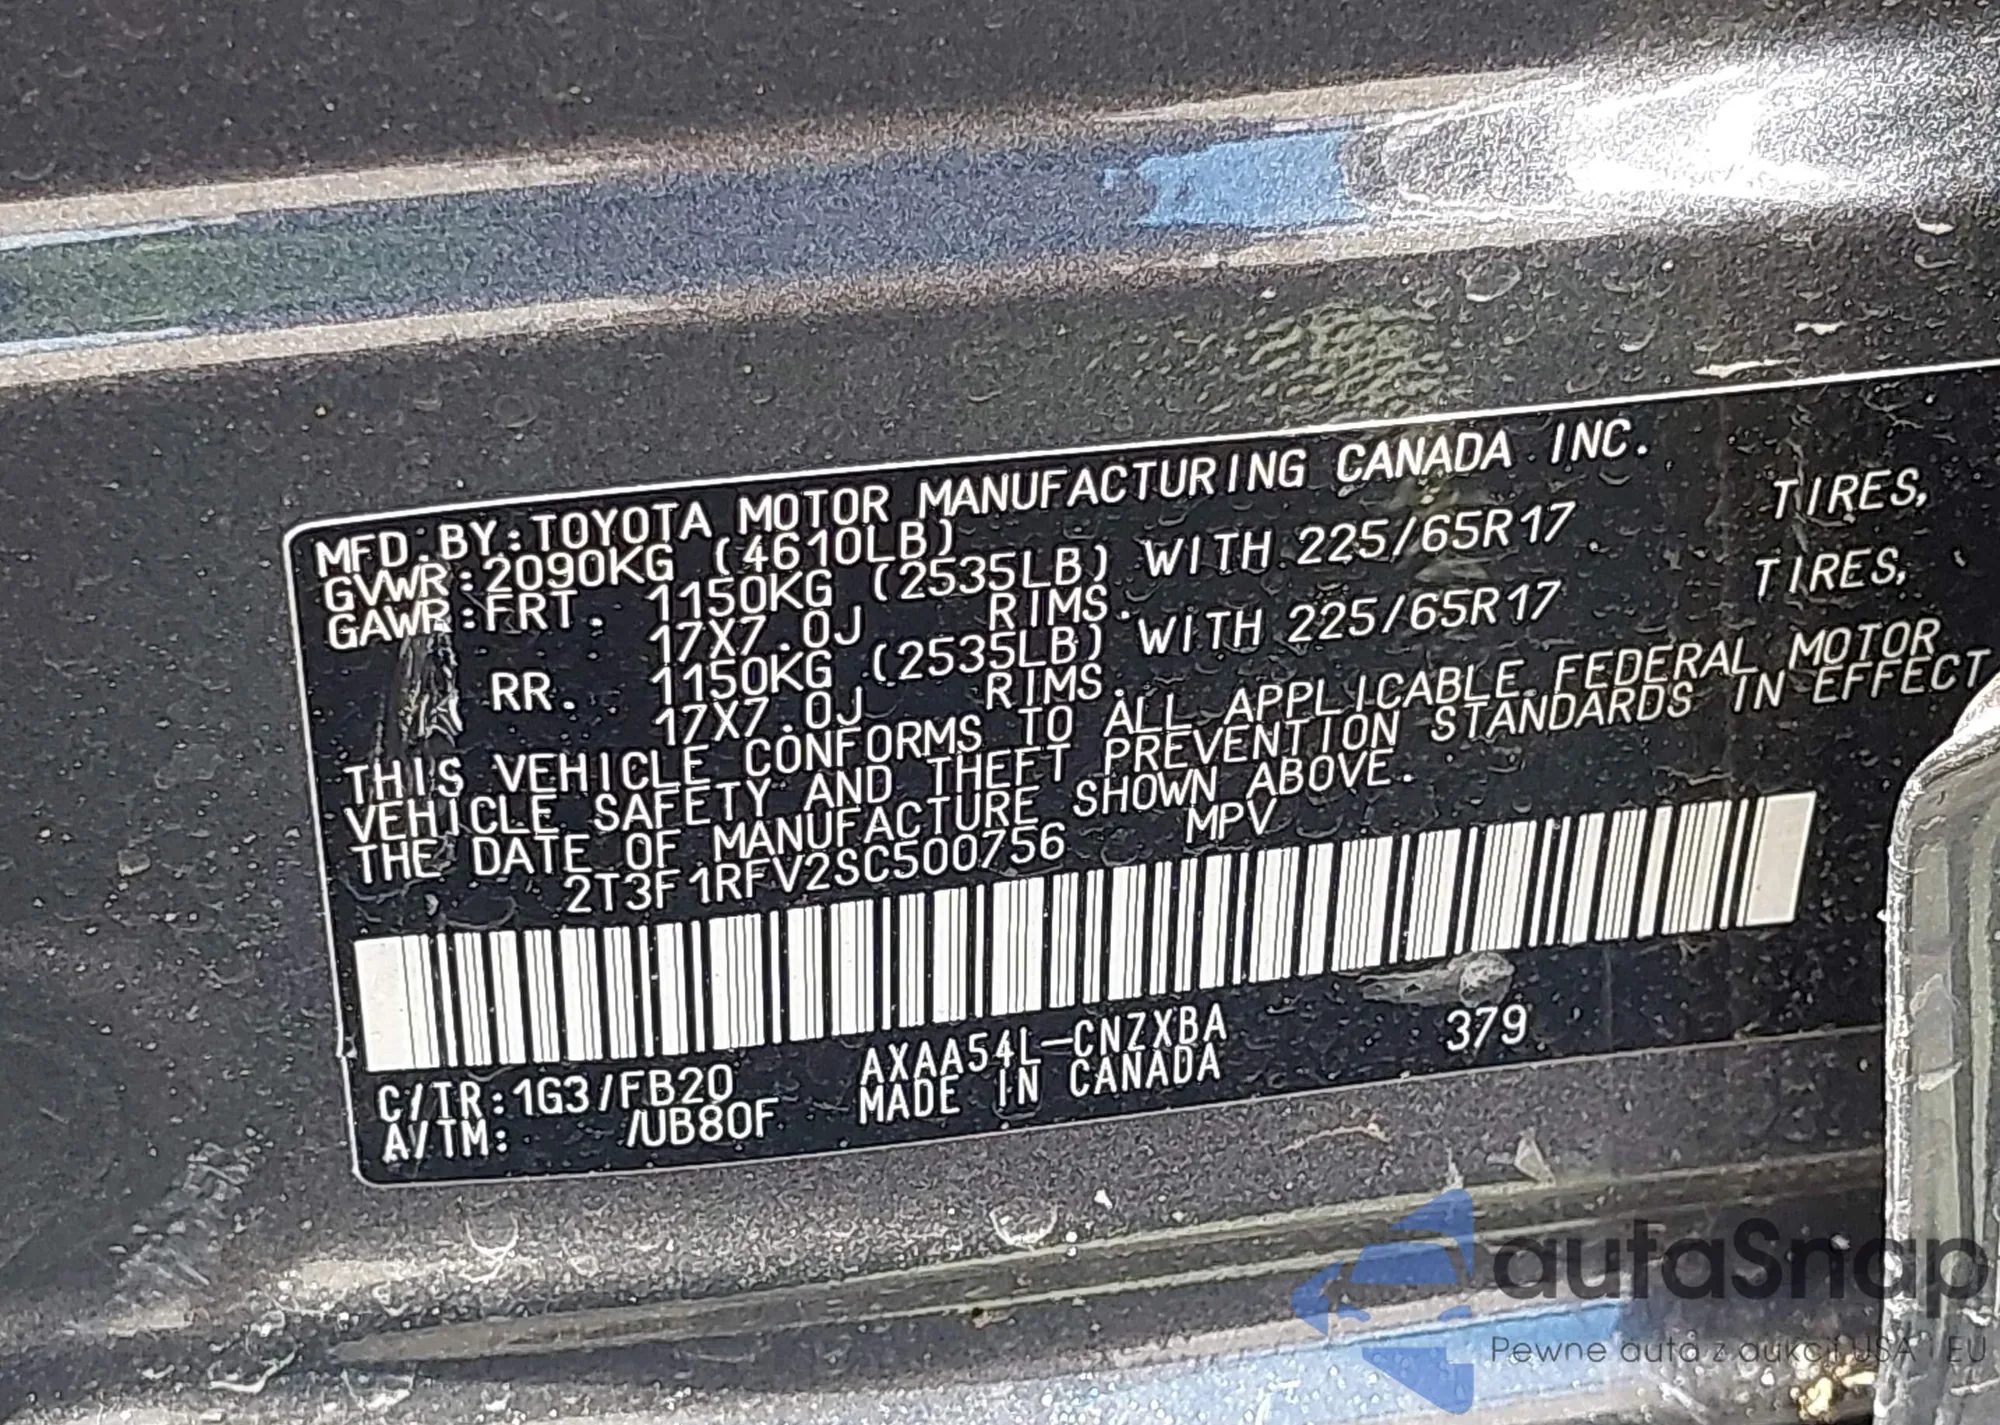 MFD.BY:TOYOTA MOTOR MANUFACTURING CANADA INC.
GVWR:2090KG (4610LB)
GAWR:FRT. 1150KG (2535LB) WITH 225/65R17 TIRES,
17X7.0J RIMS.
RR. 1150KG (2535LB) WITH 225/65R17 TIRES,
17X7.0J RIMS.
THIS VEHICLE CONFORMS TO ALL APPLICABLE FEDERAL MOTOR
VEHICLE SAFETY AND THEFT PREVENTION STANDARDS IN EFFECT
THE DATE OF MANUFACTURE SHOWN ABOVE.
2T3F1RFV2SC500756 MPV
C/TR:1G3/FB20 AXAA54L-CNZXBA 379
A/TM: /UB80F MADE IN CANADA
autaSnap
Pewne auta z aukcji USA i EU